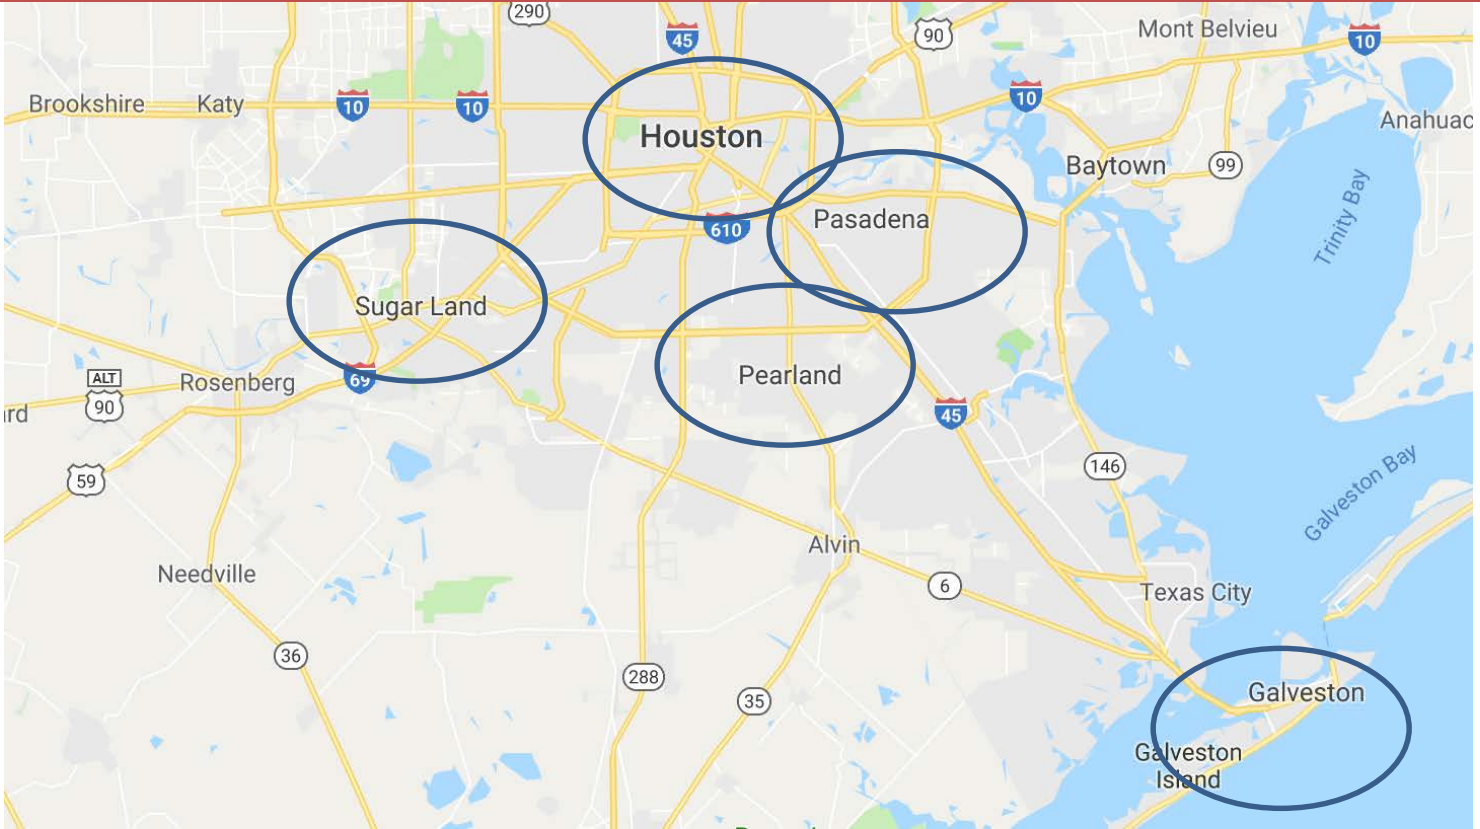 290
45
90
Mont Belvieu
10
Brookshire
Katy
10
10
10
Houston
Anahuac
Baytown
99
Trinity Bay
Pasadena
610
Sugar Land
Pearland
69
ALT
90
Rosenberg
rd
45
59
146
Galveston Bay
Alvin
Needville
6
Texas City
36
288
35
Galveston
Galveston
Island